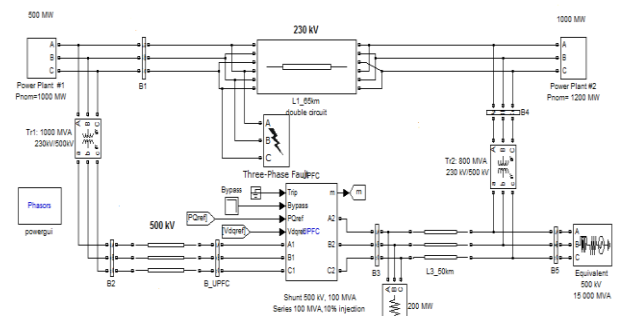 500 MW
1000 MW
230 kV
A
B
C
Power Plant #1
Pnom=1000 MW
B1
L1_65km
double circuit
A
B
C
Power Plant #2
Pnom= 1200 MW
A
B
C
B4
Tr1: 1000 MVA
230kV/500kV
A B C
a b c
Tr2: 800 MVA
230 kV/500 kV
A B C
a b c
Three-Phase Fault
UPFC
Phasors
powergui
Bypass
Trip
Bypass
PQref
Vdqref
UPFC
m
m
[PQref]
[Vdqref]
500 kV
A1
B1
C1
A2
B2
C2
B2
B_UPFC
B3
L3_50km
B5
A
B
C
Equivalent
500 kV
15 000 MVA
Shunt 500 kV, 100 MVA
Series 100 MVA,10% injection
A B C
200 MW